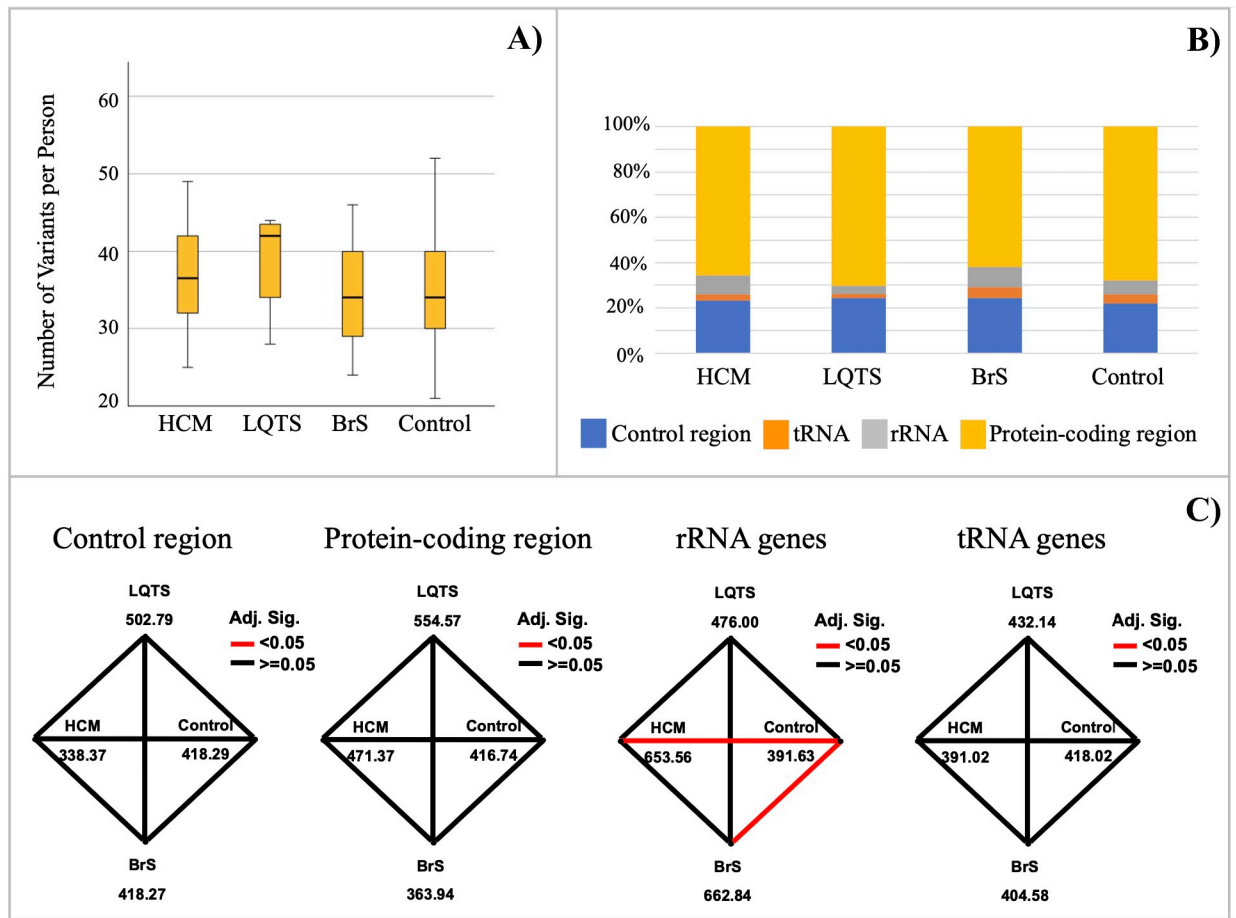 A)
Number of Variants per Person
60
50
40
30
20
HCM LQTS BrS Control
B)
100%
80%
60%
40%
20%
0%
HCM LQTS BrS Control
Control region tRNA rRNA Protein-coding region
C)
Control region
LQTS
502.79
Adj. Sig.
<0.05
>=0.05
HCM Control
338.37 418.29
BrS
418.27
Protein-coding region
LQTS
554.57
Adj. Sig.
<0.05
>=0.05
HCM Control
471.37 416.74
BrS
363.94
rRNA genes
LQTS
476.00
Adj. Sig.
<0.05
>=0.05
HCM Control
653.56 391.63
BrS
662.84
tRNA genes
LQTS
432.14
Adj. Sig.
<0.05
>=0.05
HCM Control
391.02 418.02
BrS
404.58